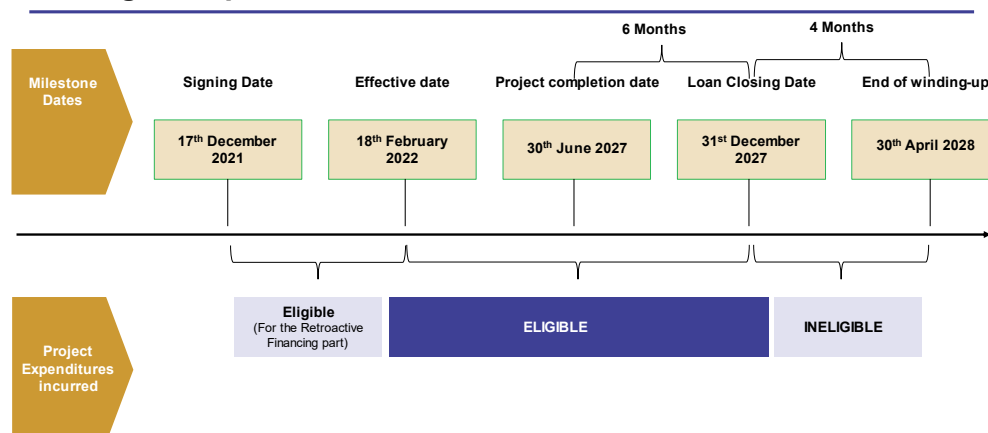 6 Months
4 Months
Milestone
Dates
Signing Date
Effective date
Project completion date
Loan Closing Date
End of winding-up
17th December
2021
18th February
2022
30th June 2027
31st December
2027
30th April 2028
Project
Expenditures
incurred
Eligible
(For the Retroactive
Financing part)
ELIGIBLE
INELIGIBLE